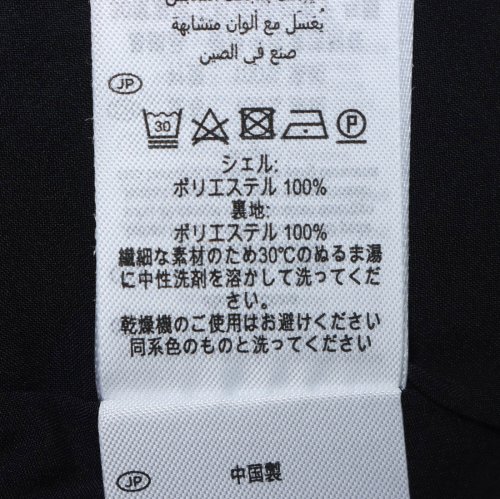 يُغسَل مع ألوان متشابهة
صنع في الصين
JP
30
P
シェル:
ポリエステル 100%
裏地:
ポリエステル 100%
繊細な素材のため30℃のぬるま湯
に中性洗剤を溶かして洗ってくだ
さい。
乾燥機のご使用はお避けください
同系色のものと洗ってください
JP
中国製